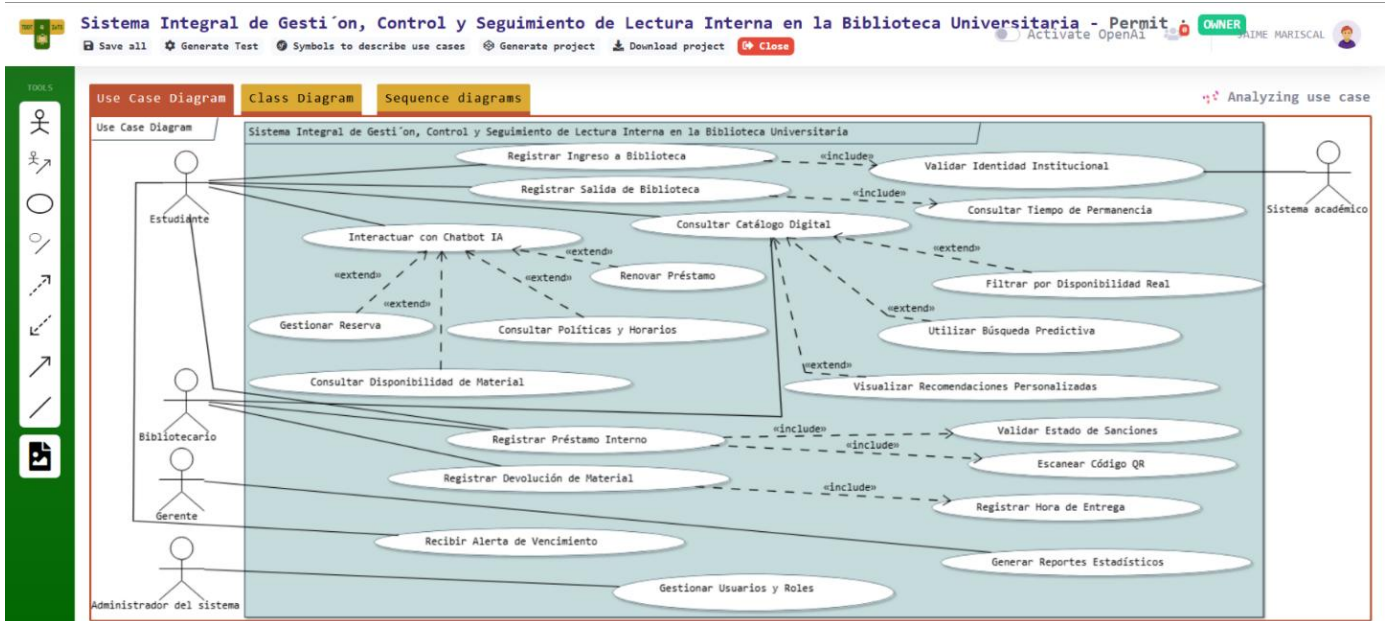 Sistema Integral de Gesti´on, Control y Seguimiento de Lectura Interna en la Biblioteca Universitaria - Permit :
OWNER
Save all
Generate Test
Symbols to describe use cases
Generate project
Download project
Close
Activate OpenAi
0
JAIME MARISCAL
TOOLS
Use Case Diagram
Class Diagram
Sequence diagrams
Analyzing use case
Use Case Diagram
Sistema Integral de Gesti´on, Control y Seguimiento de Lectura Interna en la Biblioteca Universitaria
Registrar Ingreso a Biblioteca
«include»
Validar Identidad Institucional
Registrar Salida de Biblioteca
«include»
Consultar Tiempo de Permanencia
Sistema académico
Estudiante
Consultar Catálogo Digital
Interactuar con Chatbot IA
«extend»
«extend»
«extend»
Renovar Préstamo
Filtrar por Disponibilidad Real
«extend»
«extend»
Gestionar Reserva
Consultar Políticas y Horarios
Utilizar Búsqueda Predictiva
«extend»
Consultar Disponibilidad de Material
Visualizar Recomendaciones Personalizadas
Bibliotecario
Registrar Préstamo Interno
«include»
Validar Estado de Sanciones
«include»
Escanear Código QR
Registrar Devolución de Material
«include»
Registrar Hora de Entrega
Gerente
Recibir Alerta de Vencimiento
Generar Reportes Estadísticos
Gestionar Usuarios y Roles
Administrador del sistema